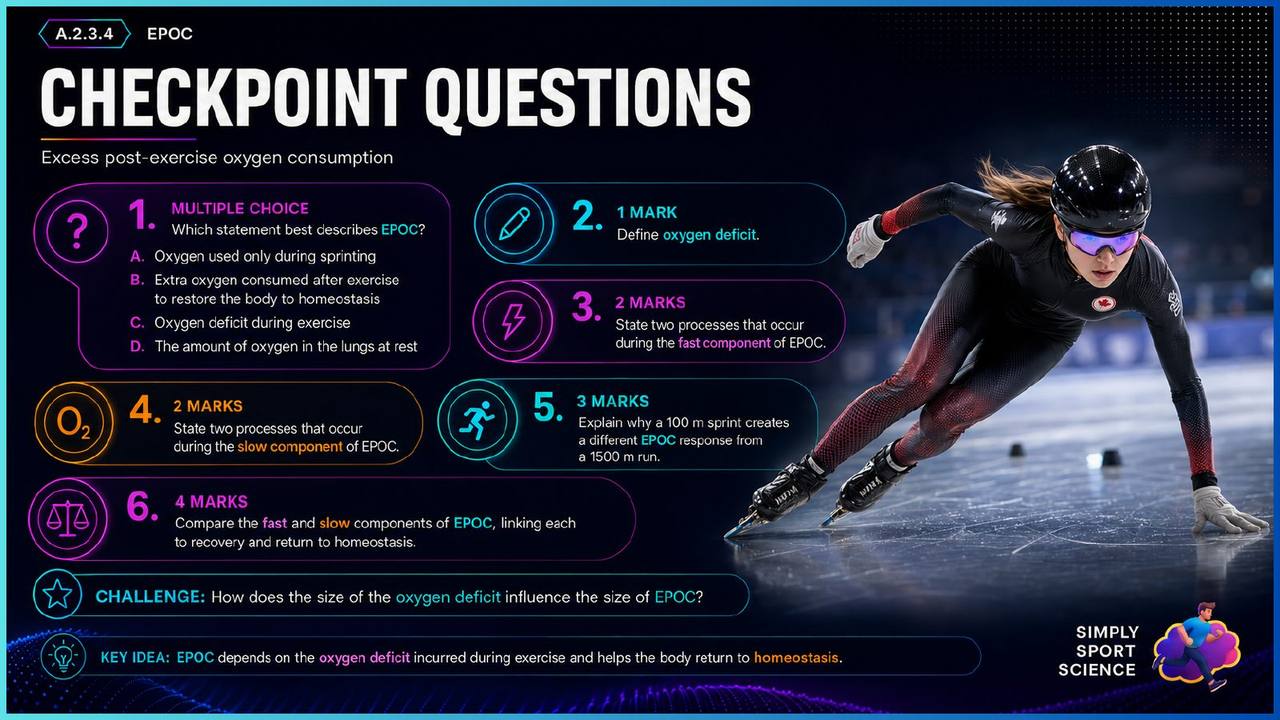 A.2.3.4 EPOC
CHECKPOINT QUESTIONS
Excess post-exercise oxygen consumption
?
1. MULTIPLE CHOICE
Which statement best describes EPOC?
A. Oxygen used only during sprinting
B. Extra oxygen consumed after exercise
to restore the body to homeostasis
C. Oxygen deficit during exercise
D. The amount of oxygen in the lungs at rest
2. 1 MARK
Define oxygen deficit.
3. 2 MARKS
State two processes that occur
during the fast component of EPOC.
O₂
4. 2 MARKS
State two processes that occur
during the slow component of EPOC.
5. 3 MARKS
Explain why a 100 m sprint creates
a different EPOC response from
a 1500 m run.
6. 4 MARKS
Compare the fast and slow components of EPOC, linking each
to recovery and return to homeostasis.
CHALLENGE: How does the size of the oxygen deficit influence the size of EPOC?
KEY IDEA: EPOC depends on the oxygen deficit incurred during exercise and helps the body return to homeostasis.
SIMPLY
SPORT
SCIENCE